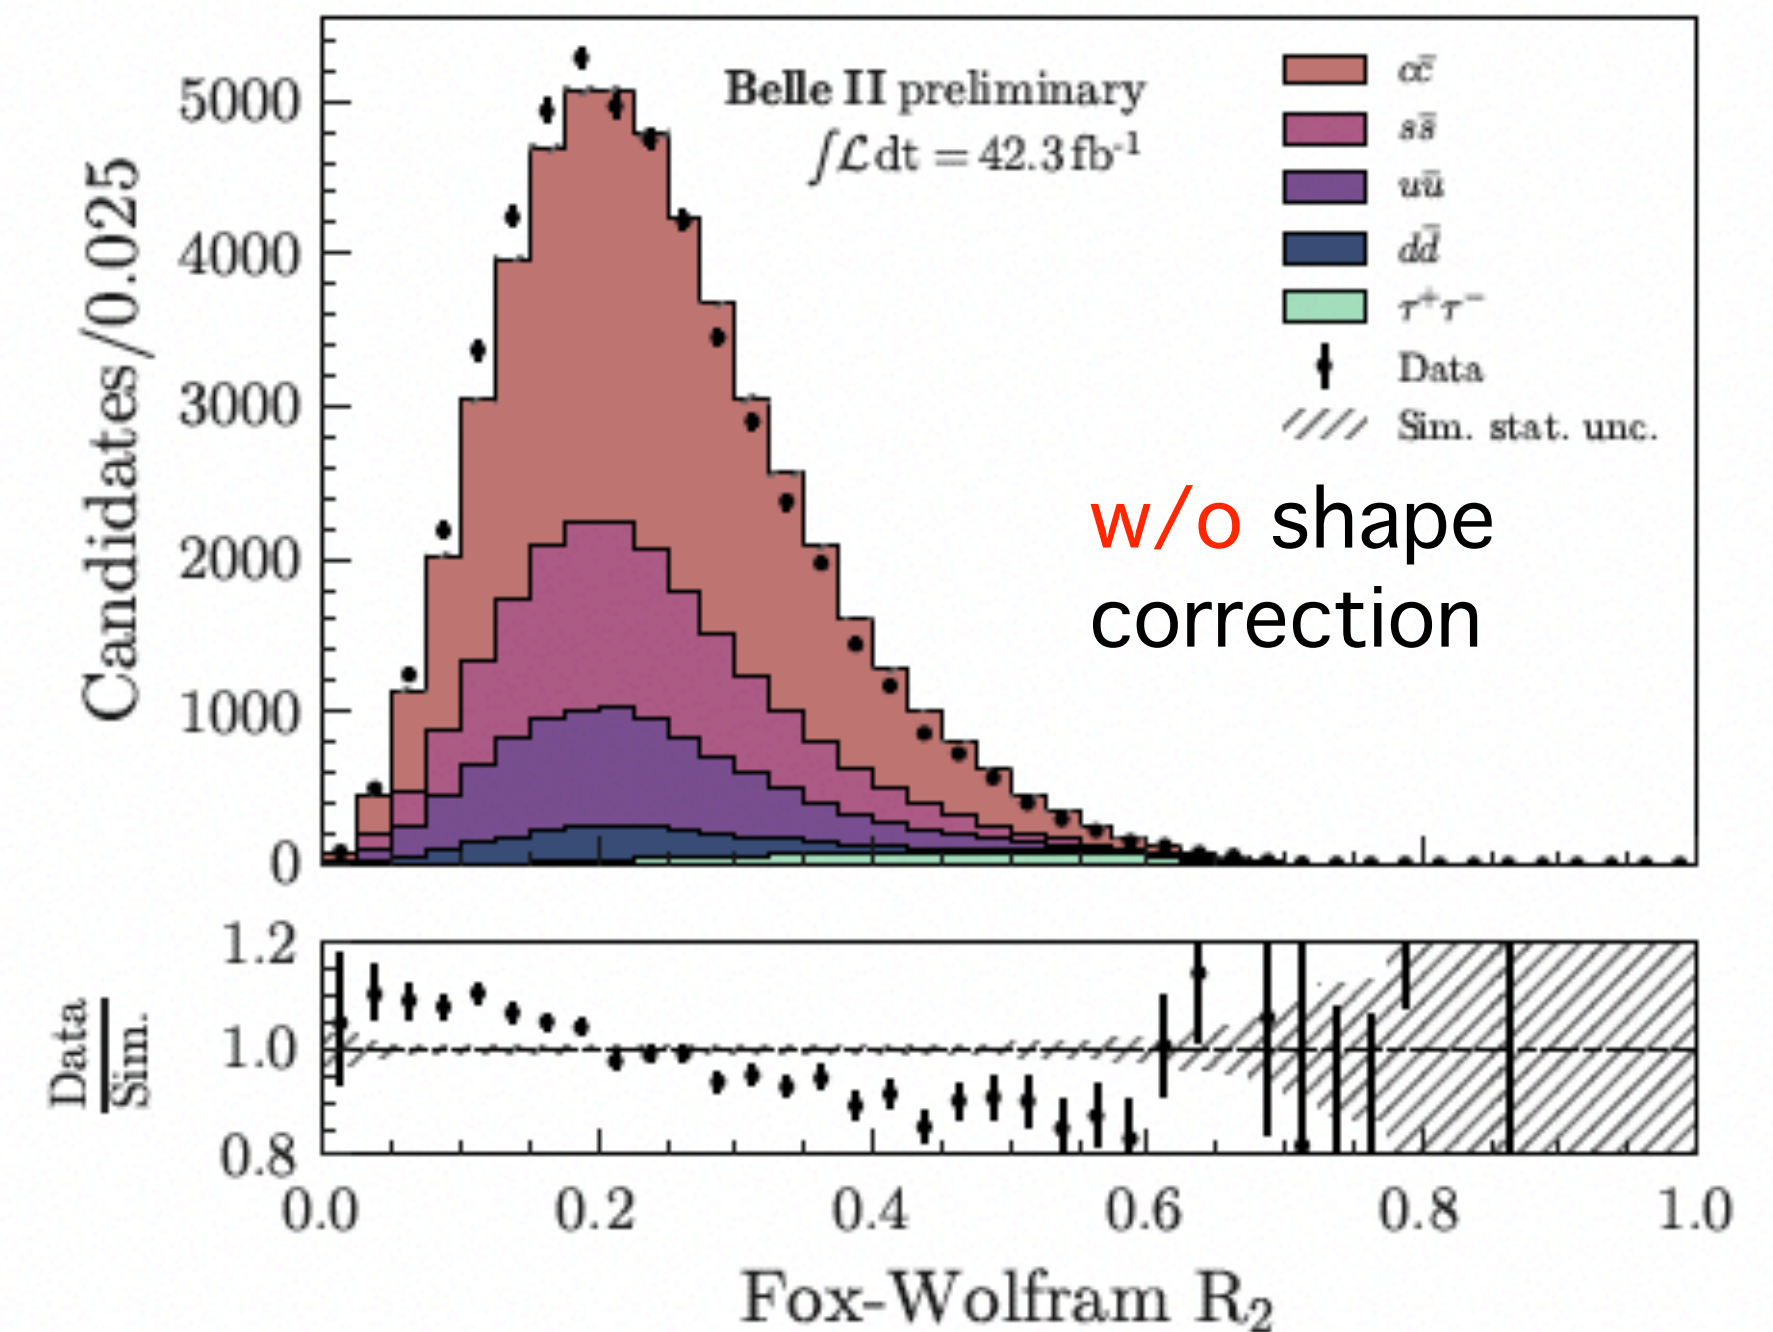 Candidates/0.025
5000
4000
3000
2000
1000
0
Belle II preliminary
∫ℒdt = 42.3 fb⁻¹
cc̄
ss̄
uū
dd̄
τ⁺τ⁻
Data
Sim. stat. unc.
w/o shape
correction
Data
Sim.
1.2
1.0
0.8
0.0 0.2 0.4 0.6 0.8 1.0
Fox-Wolfram R₂